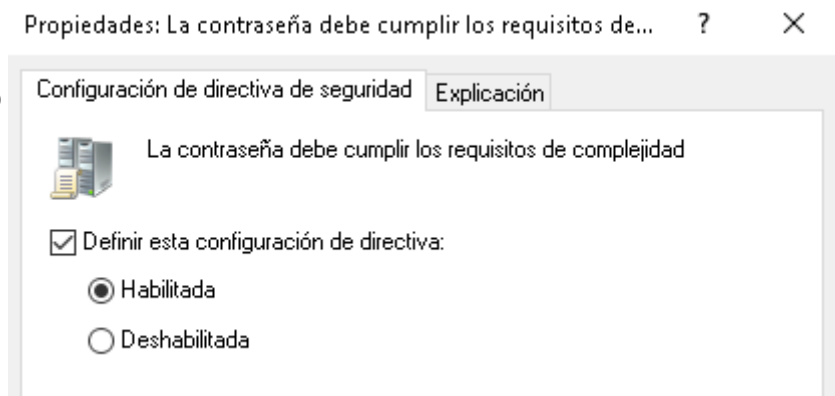 Propiedades: La contraseña debe cumplir los requisitos de... ?
Configuración de directiva de seguridad Explicación
La contraseña debe cumplir los requisitos de complejidad
Definir esta configuración de directiva:
Habilitada
Deshabilitada